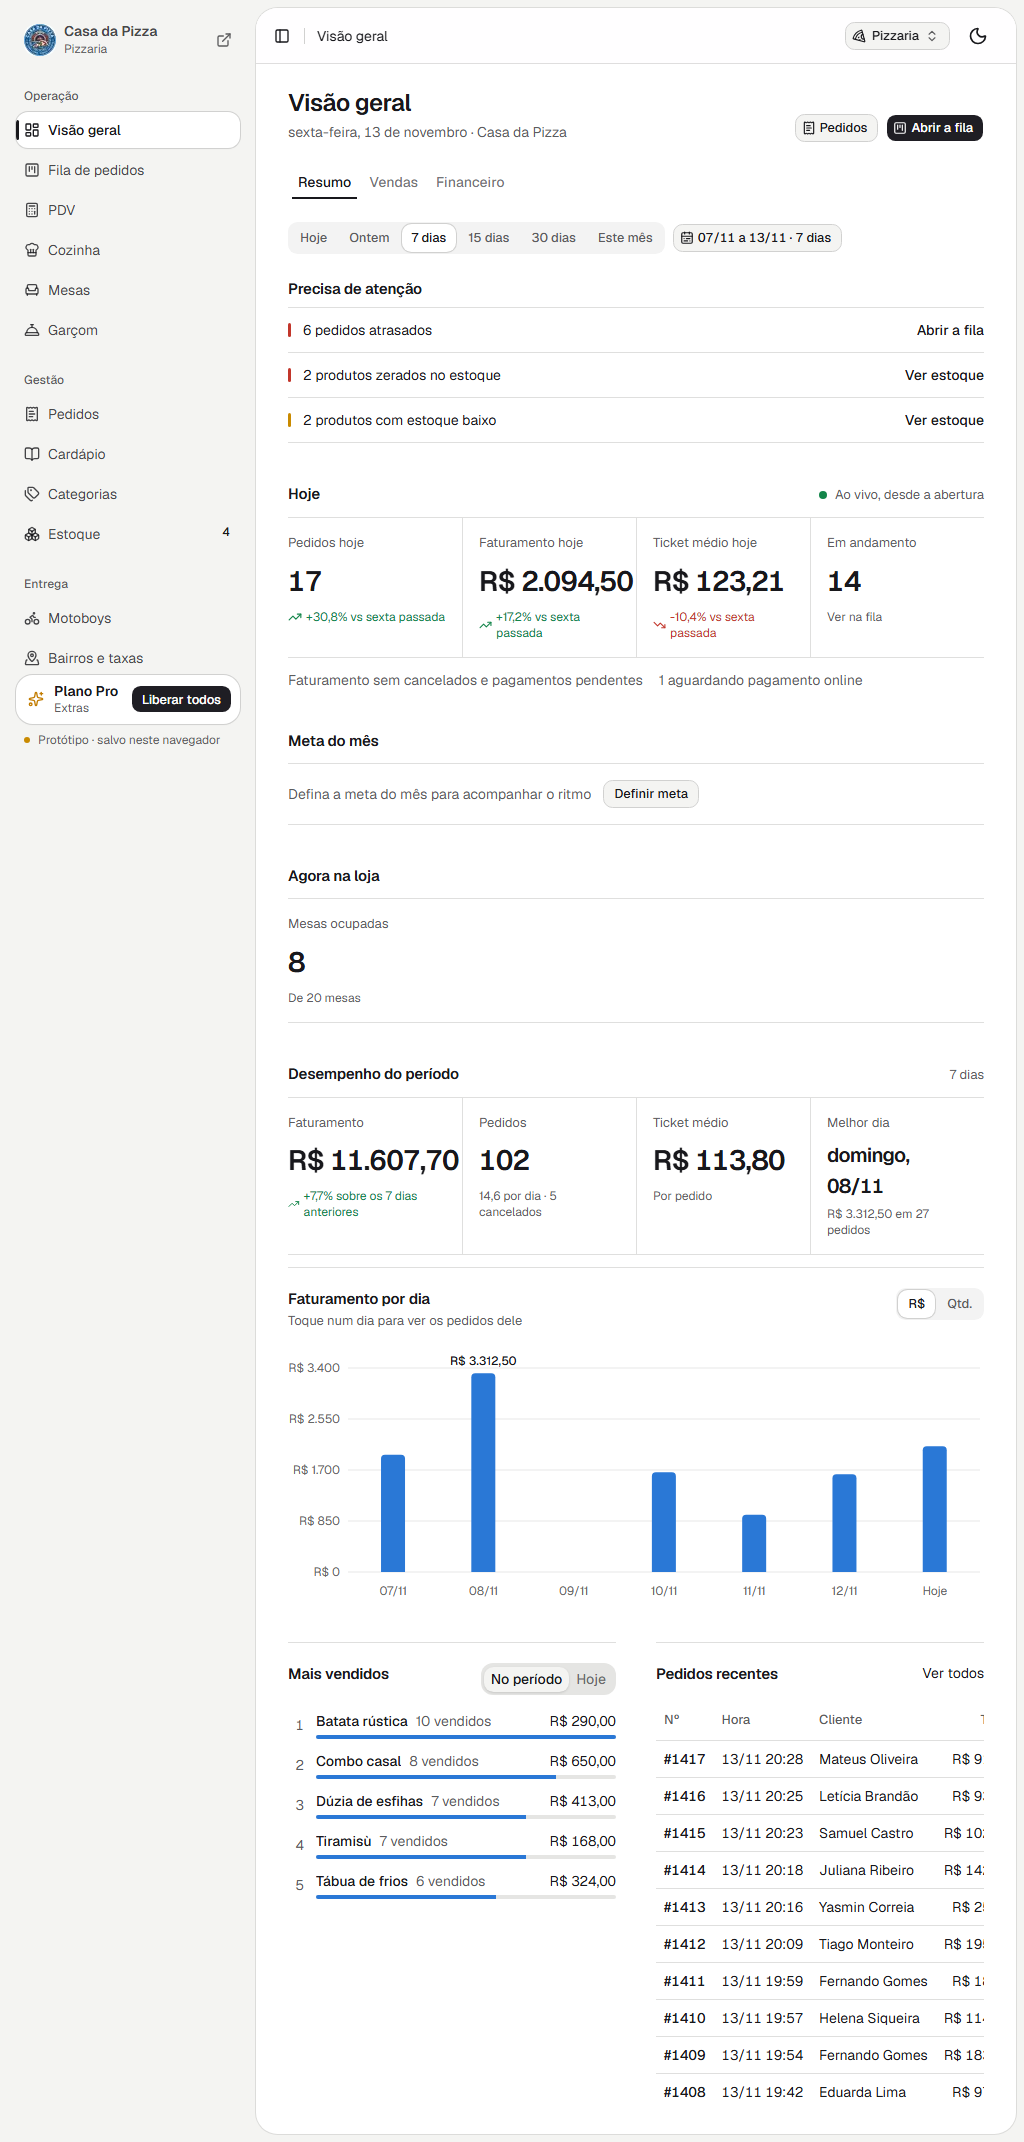 Casa da Pizza
Pizzaria
Operação
Visão geral
Fila de pedidos
PDV
Cozinha
Mesas
Garçom
Gestão
Pedidos
Cardápio
Categorias
Estoque 4
Entrega
Motoboys
Bairros e taxas
Plano Pro
Extras
Liberar todos
Protótipo · salvo neste navegador
Visão geral
Pizzaria
Visão geral
sexta-feira, 13 de novembro · Casa da Pizza
Pedidos
Abrir a fila
Resumo Vendas Financeiro
Hoje Ontem 7 dias 15 dias 30 dias Este mês
07/11 a 13/11 · 7 dias
Precisa de atenção
6 pedidos atrasados Abrir a fila
2 produtos zerados no estoque Ver estoque
2 produtos com estoque baixo Ver estoque
Hoje
Ao vivo, desde a abertura
Pedidos hoje
17
+30,8% vs sexta passada
Faturamento hoje
R$ 2.094,50
+17,2% vs sexta
passada
Ticket médio hoje
R$ 123,21
-10,4% vs sexta
passada
Em andamento
14
Ver na fila
Faturamento sem cancelados e pagamentos pendentes 1 aguardando pagamento online
Meta do mês
Defina a meta do mês para acompanhar o ritmo Definir meta
Agora na loja
Mesas ocupadas
8
De 20 mesas
Desempenho do período 7 dias
Faturamento
R$ 11.607,70
+7,7% sobre os 7 dias
anteriores
Pedidos
102
14,6 por dia · 5
cancelados
Ticket médio
R$ 113,80
Por pedido
Melhor dia
domingo,
08/11
R$ 3.312,50 em 27
pedidos
Faturamento por dia
Toque num dia para ver os pedidos dele
R$ Qtd.
R$ 3.312,50
R$ 3.400
R$ 2.550
R$ 1.700
R$ 850
R$ 0
07/11 08/11 09/11 10/11 11/11 12/11 Hoje
Mais vendidos
No período Hoje
1 Batata rústica 10 vendidos R$ 290,00
2 Combo casal 8 vendidos R$ 650,00
3 Dúzia de esfihas 7 vendidos R$ 413,00
4 Tiramisù 7 vendidos R$ 168,00
5 Tábua de frios 6 vendidos R$ 324,00
Pedidos recentes Ver todos
Nº Hora Cliente
#1417 13/11 20:28 Mateus Oliveira R$ 9
#1416 13/11 20:25 Letícia Brandão R$ 9
#1415 13/11 20:23 Samuel Castro R$ 10
#1414 13/11 20:18 Juliana Ribeiro R$ 14
#1413 13/11 20:16 Yasmin Correia R$ 2
#1412 13/11 20:09 Tiago Monteiro R$ 19
#1411 13/11 19:59 Fernando Gomes R$ 1
#1410 13/11 19:57 Helena Siqueira R$ 11
#1409 13/11 19:54 Fernando Gomes R$ 18
#1408 13/11 19:42 Eduarda Lima R$ 9